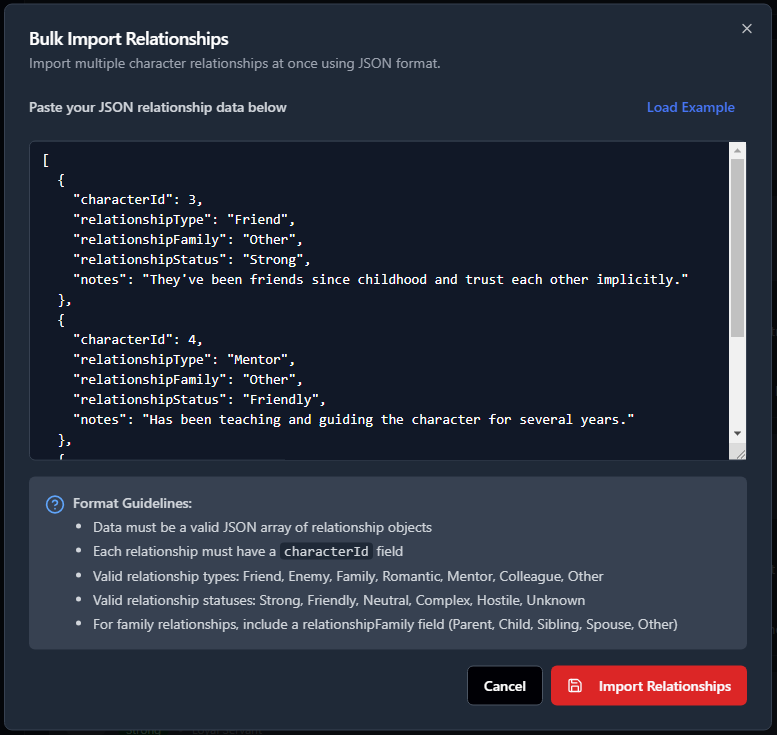 Bulk Import Relationships
Import multiple character relationships at once using JSON format.
Paste your JSON relationship data below
Load Example
[
  {
    "characterId": 3,
    "relationshipType": "Friend",
    "relationshipFamily": "Other",
    "relationshipStatus": "Strong",
    "notes": "They've been friends since childhood and trust each other implicitly."
  },
  {
    "characterId": 4,
    "relationshipType": "Mentor",
    "relationshipFamily": "Other",
    "relationshipStatus": "Friendly",
    "notes": "Has been teaching and guiding the character for several years."
  },
  {
Format Guidelines:
• Data must be a valid JSON array of relationship objects
• Each relationship must have a characterId field
• Valid relationship types: Friend, Enemy, Family, Romantic, Mentor, Colleague, Other
• Valid relationship statuses: Strong, Friendly, Neutral, Complex, Hostile, Unknown
• For family relationships, include a relationshipFamily field (Parent, Child, Sibling, Spouse, Other)
Cancel
Import Relationships
Strong